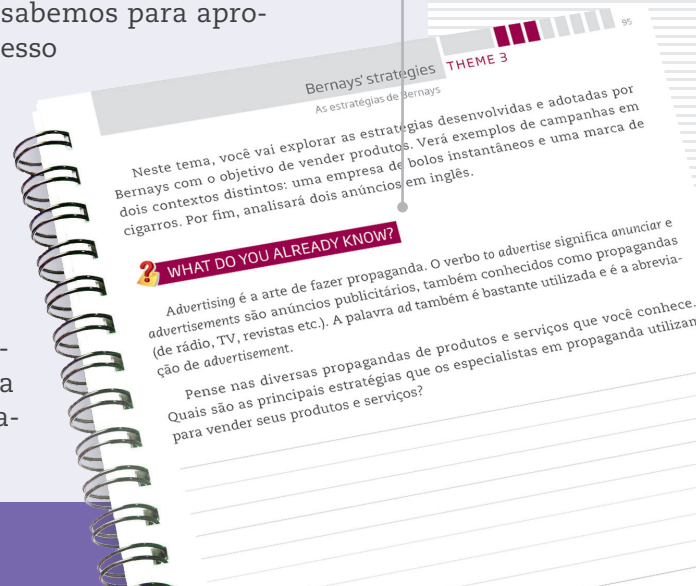 sabemos para apro-
esso
-
a
a-
95
Bernays' strategies THEME 3
As estratégias de Bernays
Neste tema, você vai explorar as estratégias desenvolvidas e adotadas por
Bernays com o objetivo de vender produtos. Verá exemplos de campanhas em
dois contextos distintos: uma empresa de bolos instantâneos e uma marca de
cigarros. Por fim, analisará dois anúncios em inglês.
? WHAT DO YOU ALREADY KNOW?
Advertising é a arte de fazer propaganda. O verbo to advertise significa anunciar e
advertisements são anúncios publicitários, também conhecidos como propagandas
(de rádio, TV, revistas etc.). A palavra ad também é bastante utilizada e é a abrevia-
ção de advertisement.
Pense nas diversas propagandas de produtos e serviços que você conhece.
Quais são as principais estratégias que os especialistas em propaganda utilizam
para vender seus produtos e serviços?